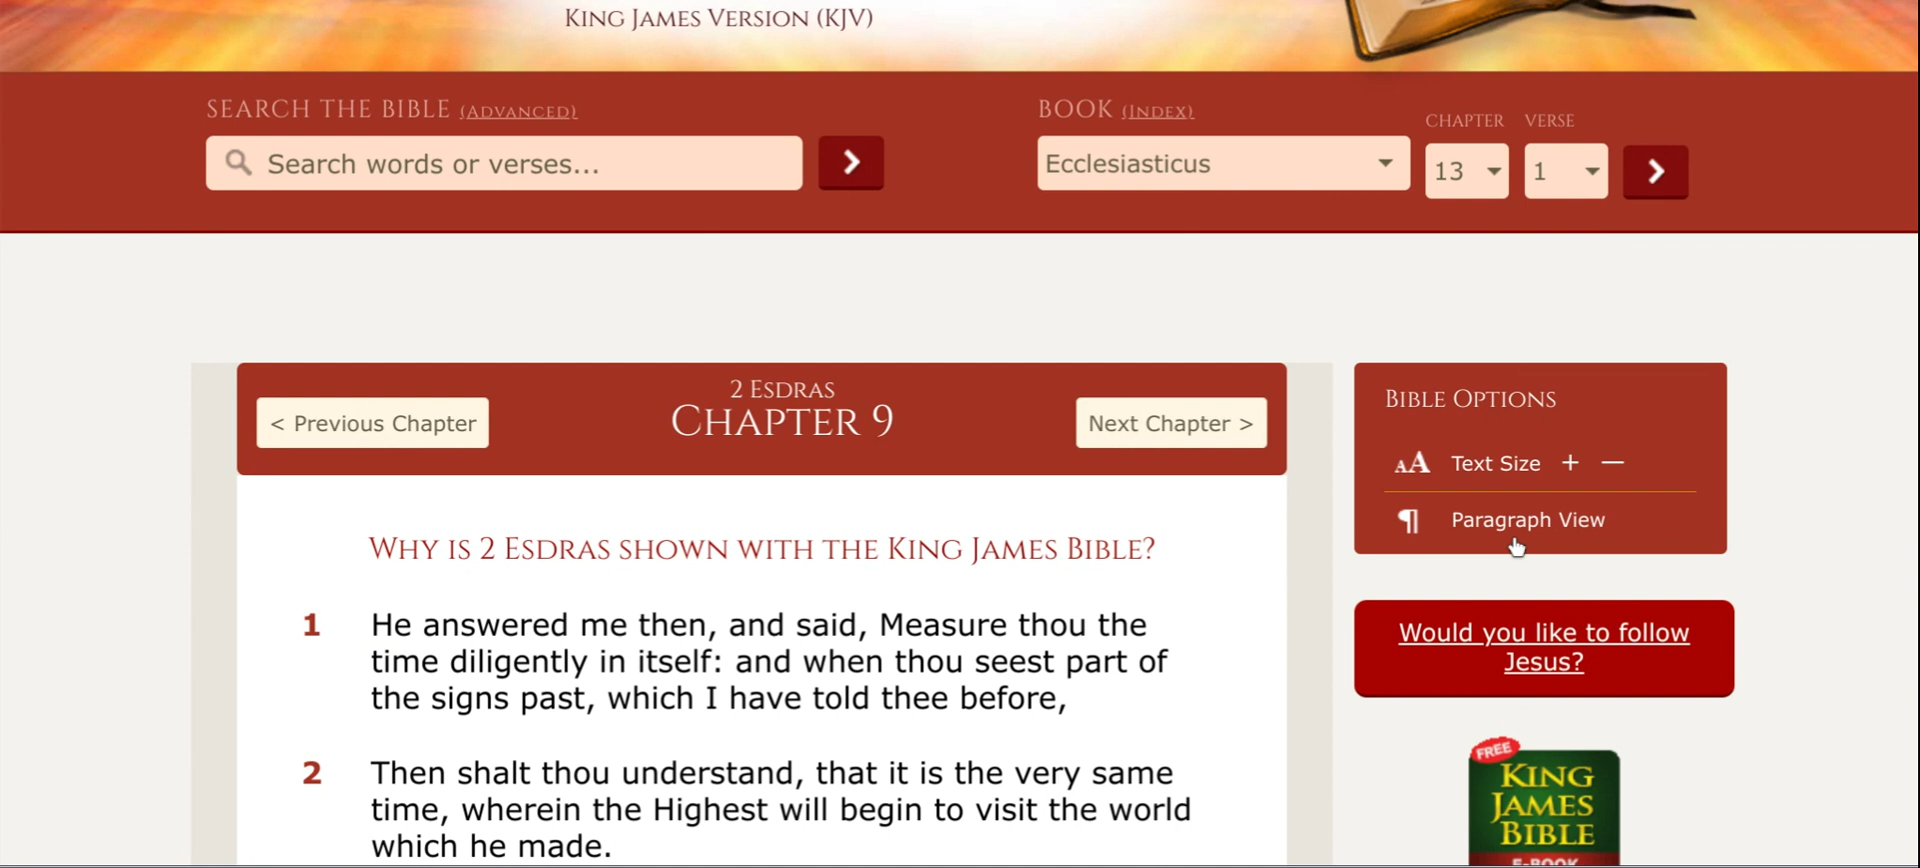 King James Version (KJV)
Search the Bible (Advanced)
Search words or verses...
Book (Index)
Ecclesiasticus
Chapter
Verse
13
1
< Previous Chapter
2 Esdras
Chapter 9
Next Chapter >
Why is 2 Esdras shown with the King James Bible?
1 He answered me then, and said, Measure thou the
time diligently in itself: and when thou seest part of
the signs past, which I have told thee before,
2 Then shalt thou understand, that it is the very same
time, wherein the Highest will begin to visit the world
which he made.
Bible Options
AA Text Size + —
¶ Paragraph View
Would you like to follow
Jesus?
FREE
King
James
Bible
E-BOOK